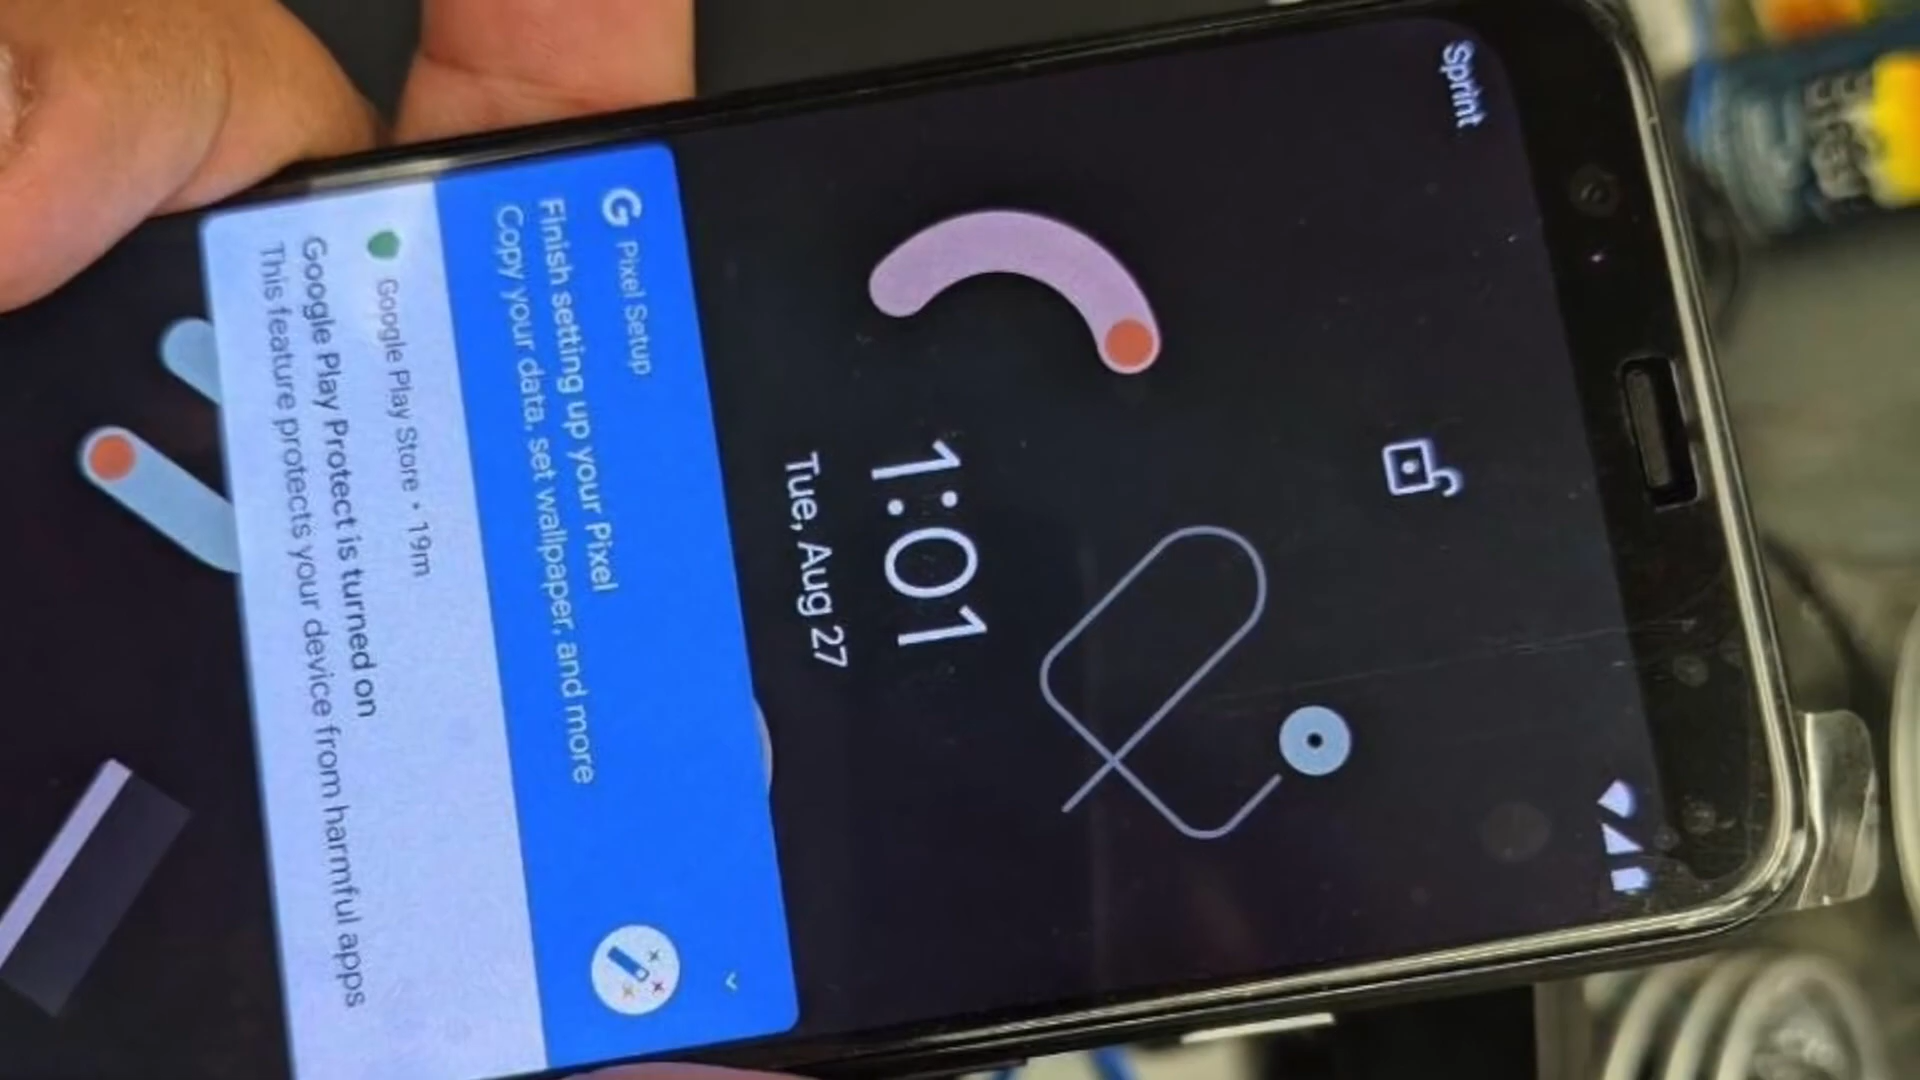 Sprint
1:01
Tue, Aug 27
G Pixel Setup
Finish setting up your Pixel
Copy your data, set wallpaper, and more
Google Play Store • 19m
Google Play Protect is turned on
This feature protects your device from harmful apps